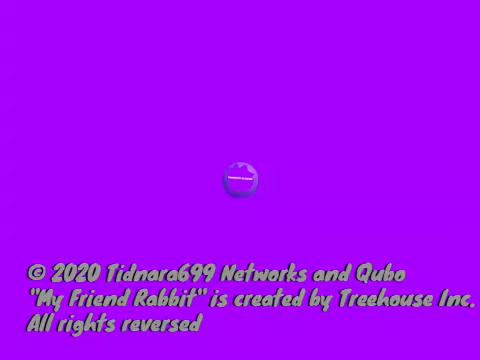 © 2020 Tidnara699 Networks and Qubo
"My Friend Rabbit" is created by Treehouse Inc.
All rights reversed